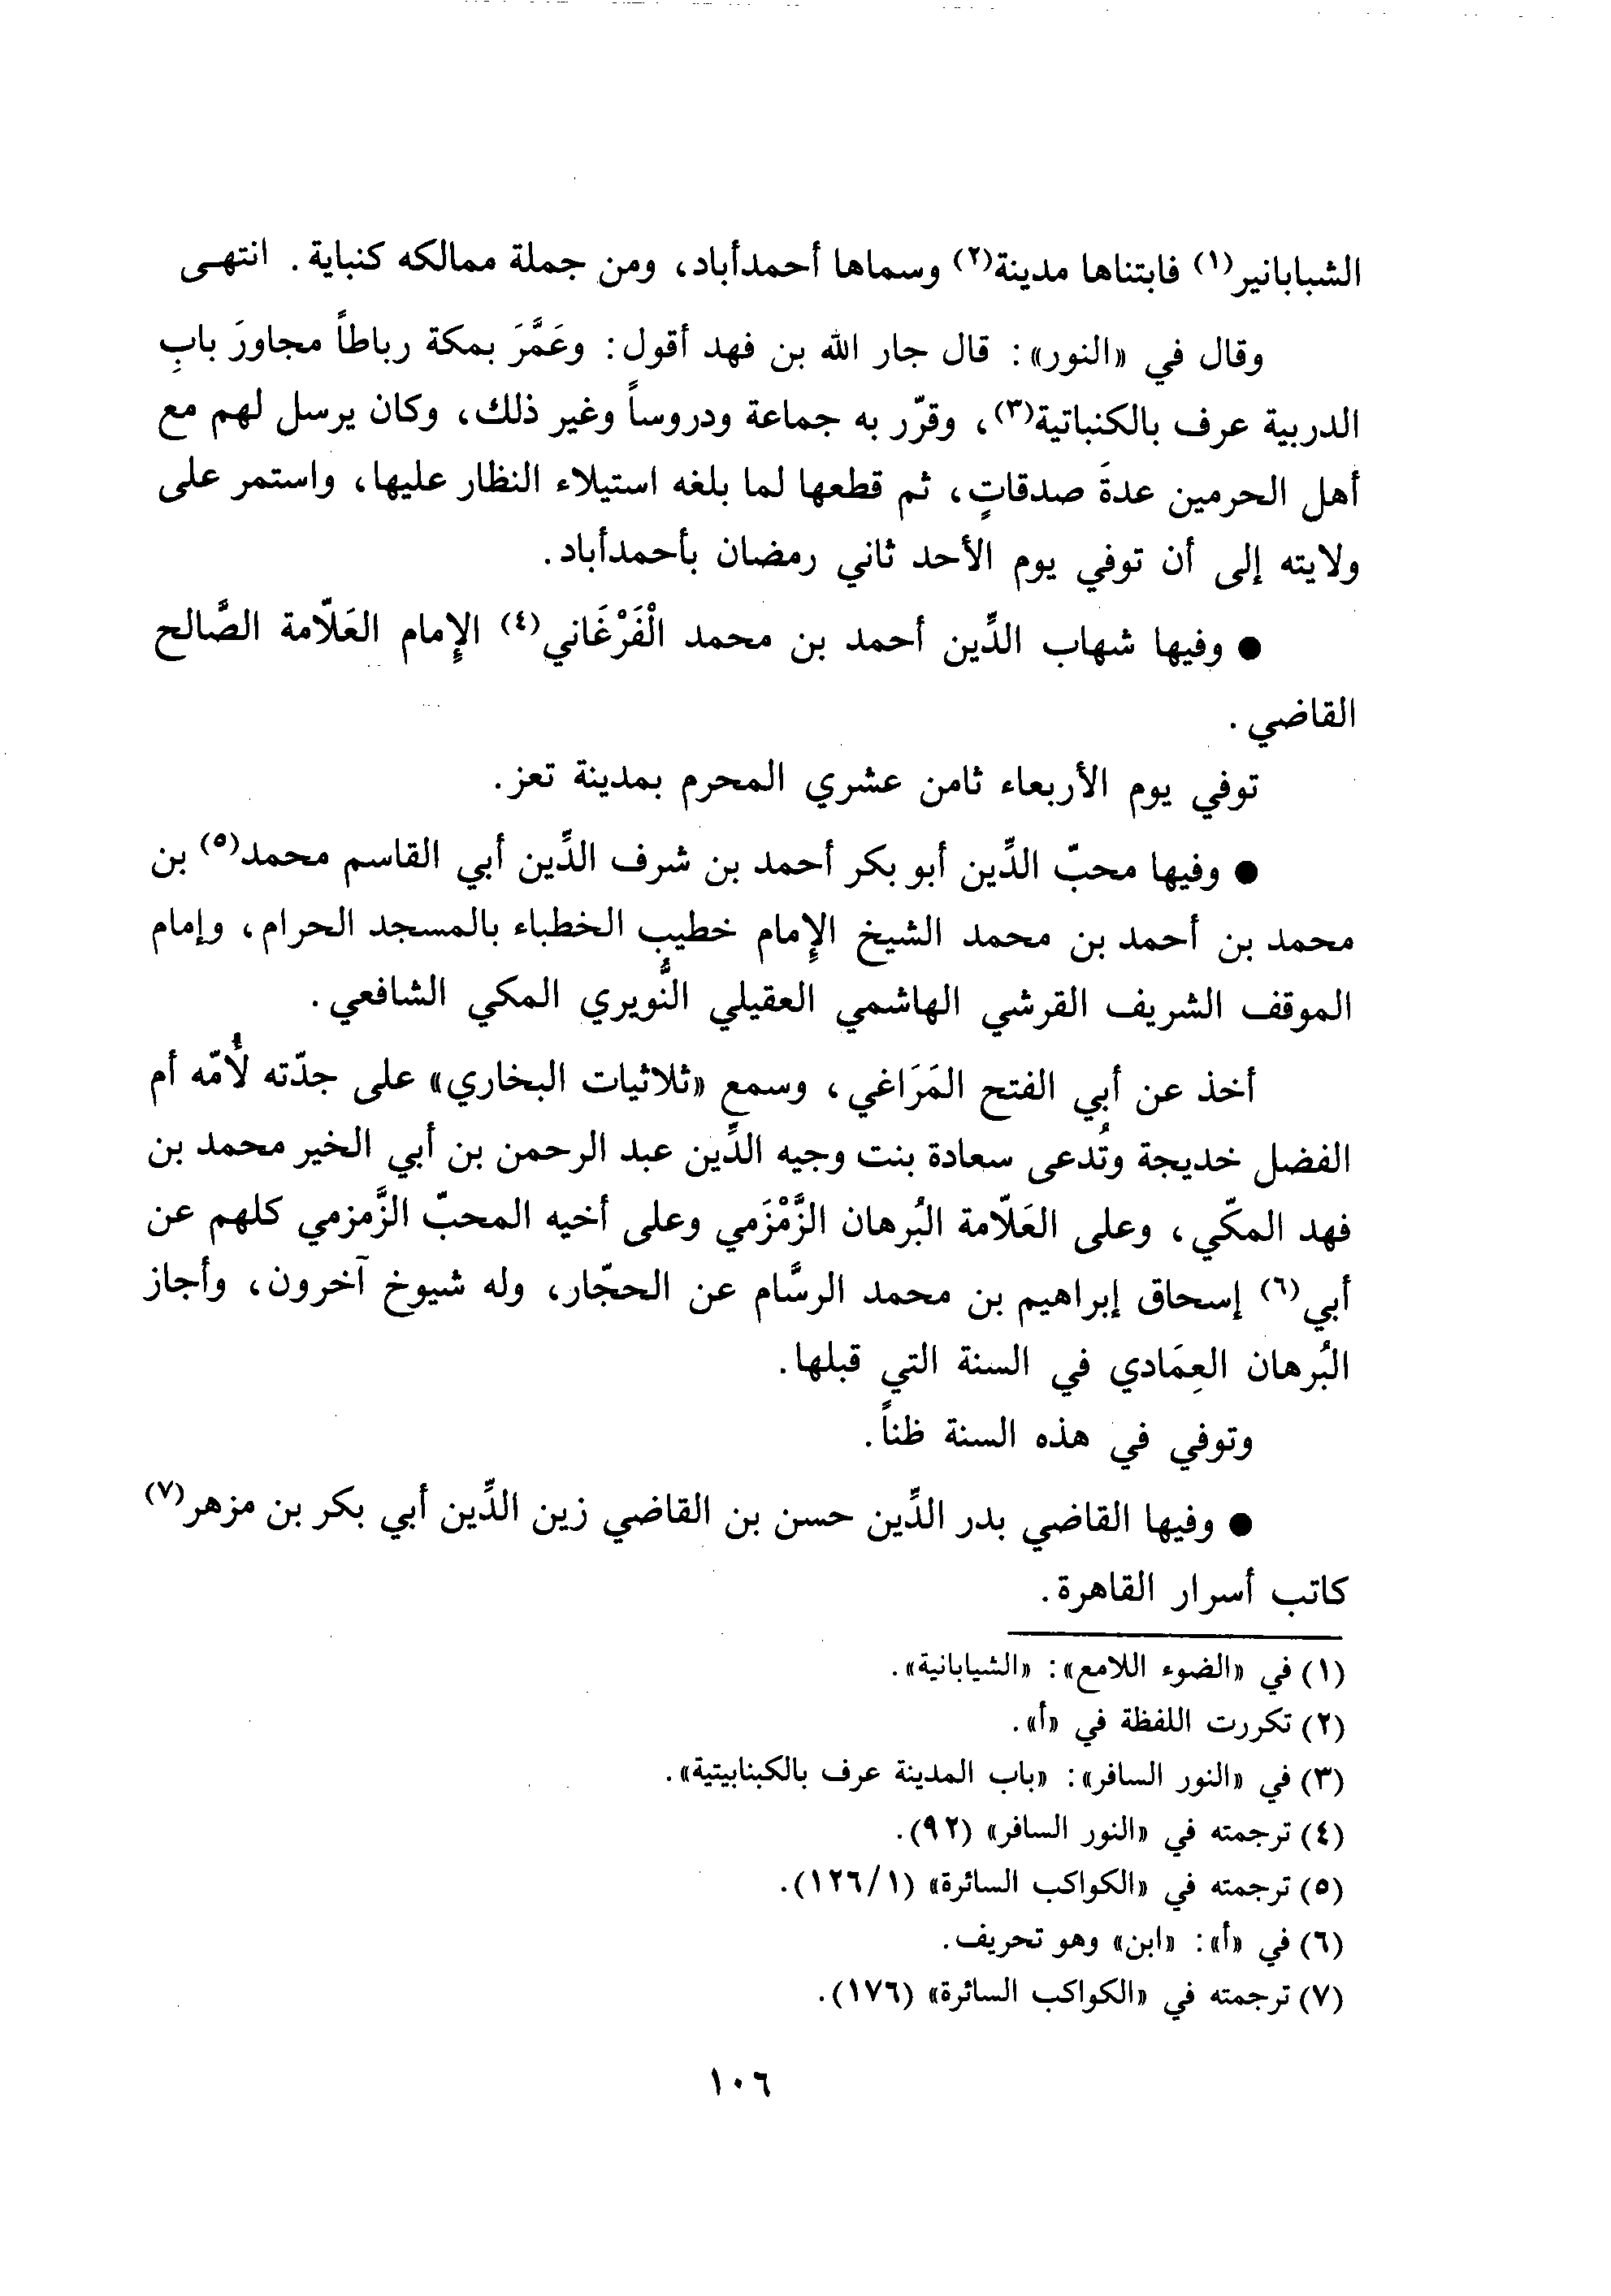 الشبابانير(١) فابتناها مدينة(٢) وسماها أحمدأباد، ومن جملة ممالكه كنباية. انتهى
وقال في «النور»: قال جار الله بن فهد أقول: وعَمَّرَ بمكة رباطاً مجاورَ بابِ
الدربية عرف بالكنباتية(٣)، وقرّر به جماعة ودروساً وغير ذلك، وكان يرسل لهم مع
أهل الحرمين عدةَ صدقاتٍ، ثم قطعها لما بلغه استيلاء النظار عليها، واستمر على
ولايته إلى أن توفي يوم الأحد ثاني رمضان بأحمدأباد.
● وفيها شهاب الدِّين أحمد بن محمد الْفَرْغَاني(٤) الإِمام العَلّامة الصَّالح
القاضي.
توفي يوم الأربعاء ثامن عشري المحرم بمدينة تعز.
● وفيها محبّ الدِّين أبو بكر أحمد بن شرف الدِّين أبي القاسم محمد(٥) بن
محمد بن أحمد بن محمد الشيخ الإِمام خطيب الخطباء بالمسجد الحرام، وإمام
الموقف الشريف القرشي الهاشمي العقيلي النُّويري المكي الشافعي.
أخذ عن أبي الفتح المَرَاغي، وسمع «ثلاثيات البخاري» على جدّته لأُمّه أم
الفضل خديجة وتُدعى سعادة بنت وجيه الدِّين عبد الرحمن بن أبي الخير محمد بن
فهد المكّي، وعلى العَلّامة البُرهان الزَّمْزَمي وعلى أخيه المحبّ الزَّمزمي كلهم عن
أبي(٦) إسحاق إبراهيم بن محمد الرسَّام عن الحجّار، وله شيوخ آخرون، وأجاز
البُرهان العِمَادي في السنة التي قبلها.
وتوفي في هذه السنة ظناً.
● وفيها القاضي بدر الدِّين حسن بن القاضي زين الدِّين أبي بكر بن مزهر(٧)
كاتب أسرار القاهرة.
(١) في «الضوء اللامع»: «الشيابانية».
(٢) تكررت اللفظة في «أ».
(٣) في «النور السافر»: «باب المدينة عرف بالكبنابيتية».
(٤) ترجمته في «النور السافر» (٩٢).
(٥) ترجمته في «الكواكب السائرة» (١/ ١٢٦).
(٦) في «أ»: «ابن» وهو تحريف.
(٧) ترجمته في «الكواكب السائرة» (١٧٦).
١٠٦